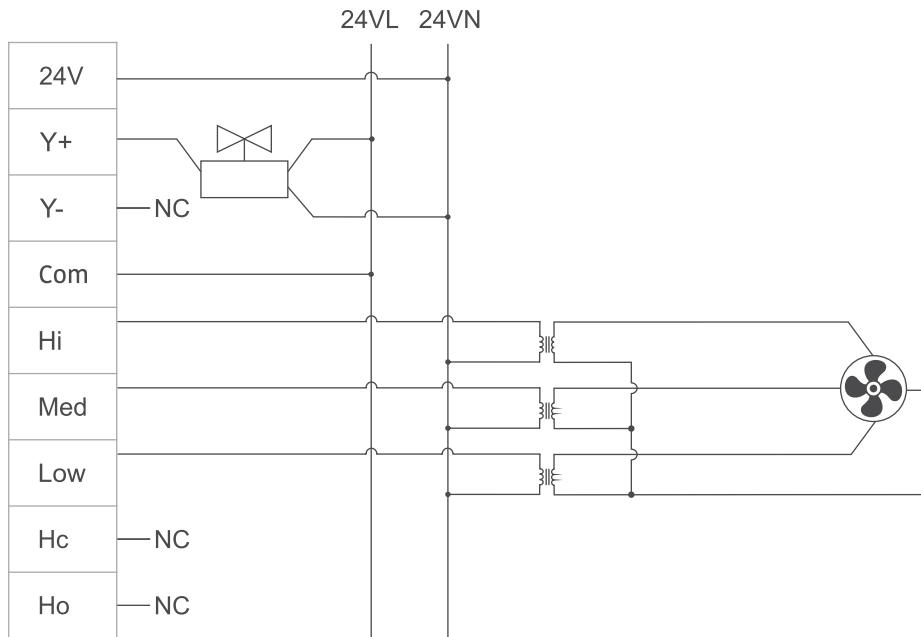 24VL 24VN
24V
Y+
Y- NC
Com
Hi
Med
Low
Hc NC
Ho NC